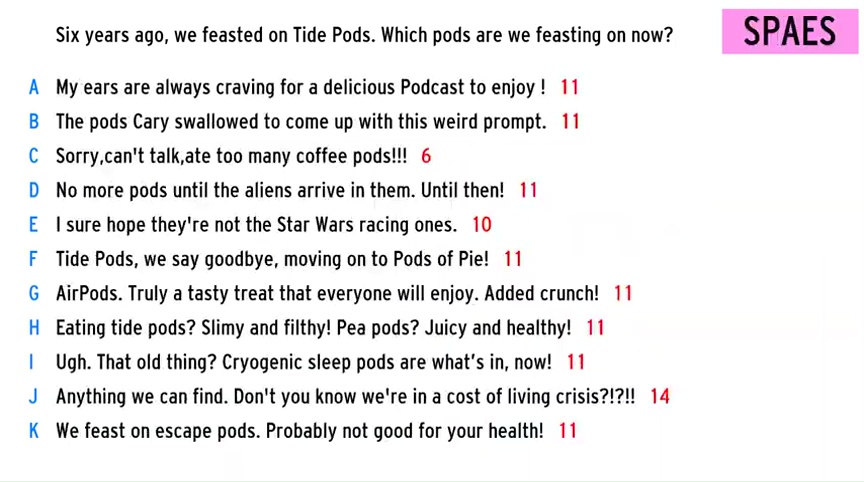 Six years ago, we feasted on Tide Pods. Which pods are we feasting on now?
SPAES
A My ears are always craving for a delicious Podcast to enjoy ! 11
B The pods Cary swallowed to come up with this weird prompt. 11
C Sorry,can't talk,ate too many coffee pods!!! 6
D No more pods until the aliens arrive in them. Until then! 11
E I sure hope they're not the Star Wars racing ones. 10
F Tide Pods, we say goodbye, moving on to Pods of Pie! 11
G AirPods. Truly a tasty treat that everyone will enjoy. Added crunch! 11
H Eating tide pods? Slimy and filthy! Pea pods? Juicy and healthy! 11
I Ugh. That old thing? Cryogenic sleep pods are what's in, now! 11
J Anything we can find. Don't you know we're in a cost of living crisis?!?!! 14
K We feast on escape pods. Probably not good for your health! 11